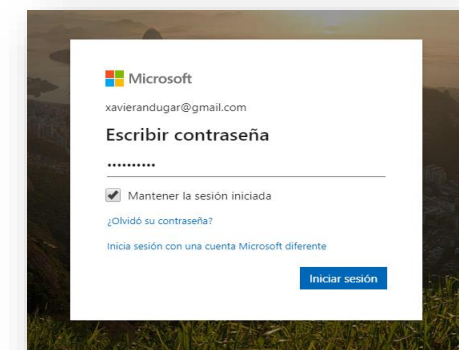 Microsoft
xavierandugar@gmail.com
Escribir contraseña
••••••••••
Mantener la sesión iniciada
¿Olvidó su contraseña?
Inicia sesión con una cuenta Microsoft diferente
Iniciar sesión